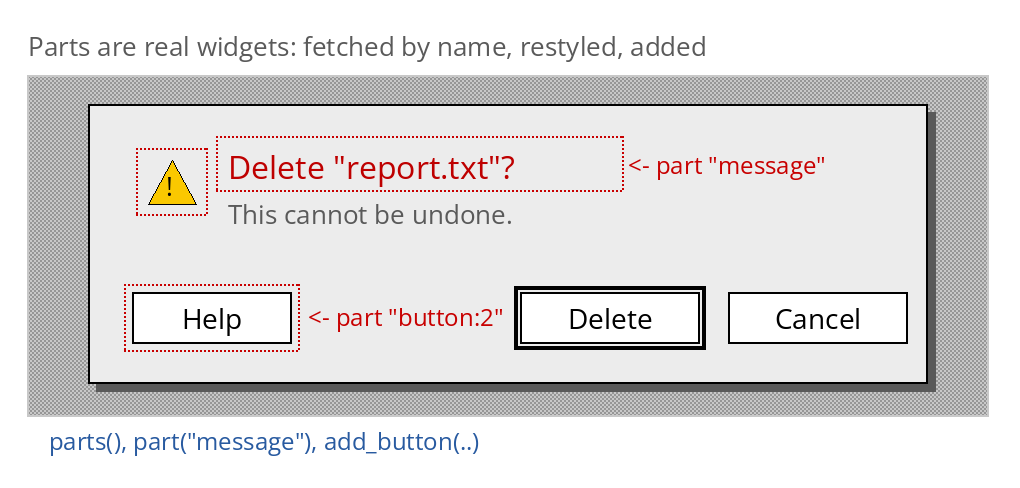 Parts are real widgets: fetched by name, restyled, added
!
Delete "report.txt"?
<- part "message"
This cannot be undone.
Help
<- part "button:2"
Delete
Cancel
parts(), part("message"), add_button(..)